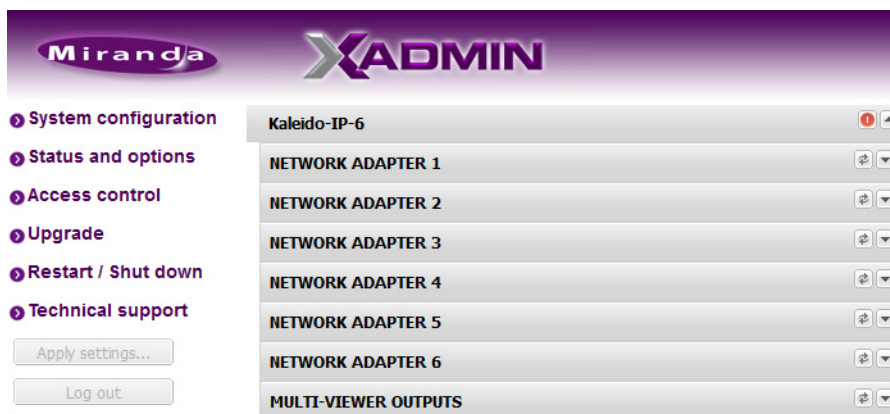 Miranda
XADMIN
System configuration
Status and options
Access control
Upgrade
Restart / Shut down
Technical support
Apply settings...
Log out
Kaleido-IP-6
NETWORK ADAPTER 1
NETWORK ADAPTER 2
NETWORK ADAPTER 3
NETWORK ADAPTER 4
NETWORK ADAPTER 5
NETWORK ADAPTER 6
MULTI-VIEWER OUTPUTS